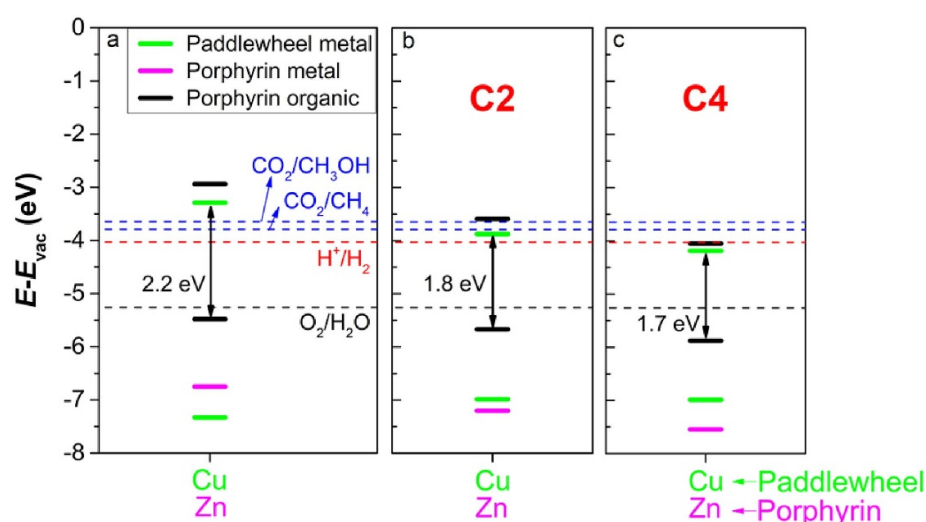 a
Paddlewheel metal
Porphyrin metal
Porphyrin organic
b
C2
c
C4
E-Evac (eV)
0
-1
-2
-3
-4
-5
-6
-7
-8
CO2/CH3OH
CO2/CH4
H+/H2
O2/H2O
2.2 eV
1.8 eV
1.7 eV
Cu
Zn
Cu
Zn
Cu ←Paddlewheel
Zn ←Porphyrin